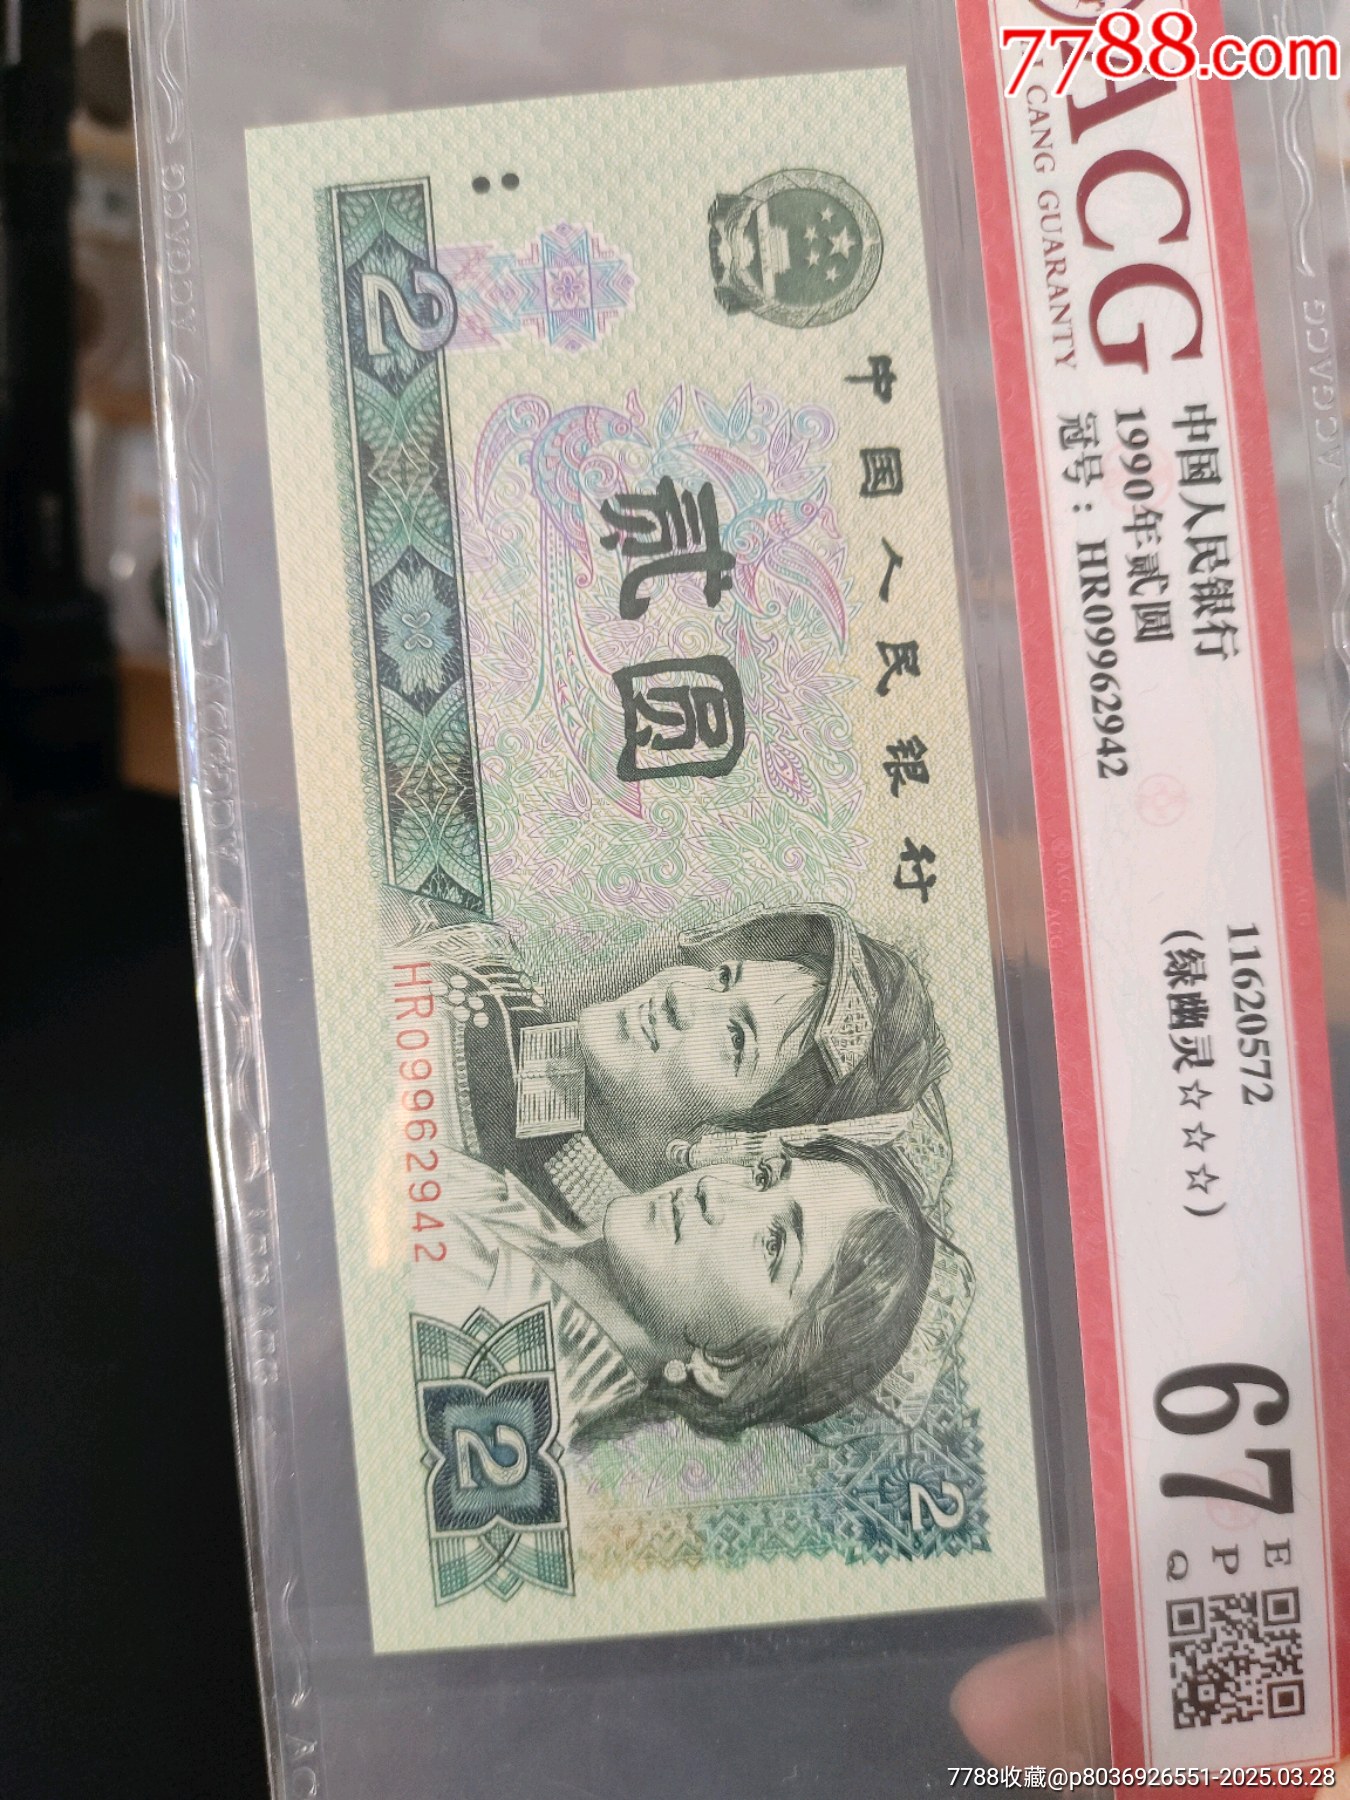 7788.com
ACG
CANG GUARANTY
中国人民银行
1990年贰圆
冠号：HR09962942
11620572
(绿幽灵☆☆☆)
67
EPQ
中国人民银行
贰圆
2
HR09962942
2
2
7788收藏@p8036926551-2025.03.28